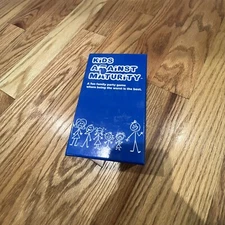 KiDS
AGAiNST
MATURiTY
A fun family party game
where being the worst is the best.